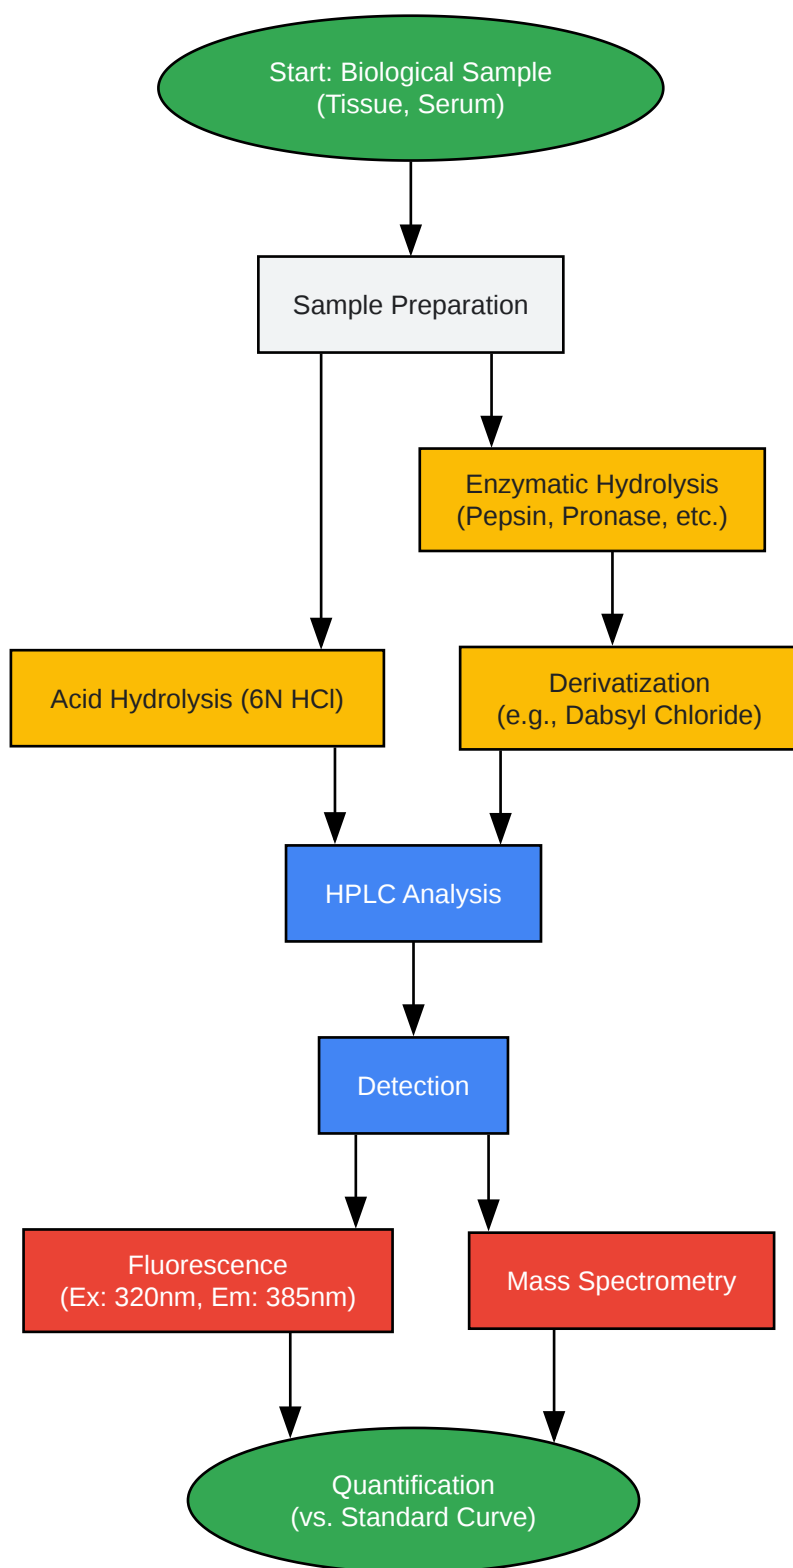 Start: Biological Sample
(Tissue, Serum)
Sample Preparation
Enzymatic Hydrolysis
(Pepsin, Pronase, etc.)
Acid Hydrolysis (6N HCl)
Derivatization
(e.g., Dabsyl Chloride)
HPLC Analysis
Detection
Fluorescence
(Ex: 320nm, Em: 385nm)
Mass Spectrometry
Quantification
(vs. Standard Curve)